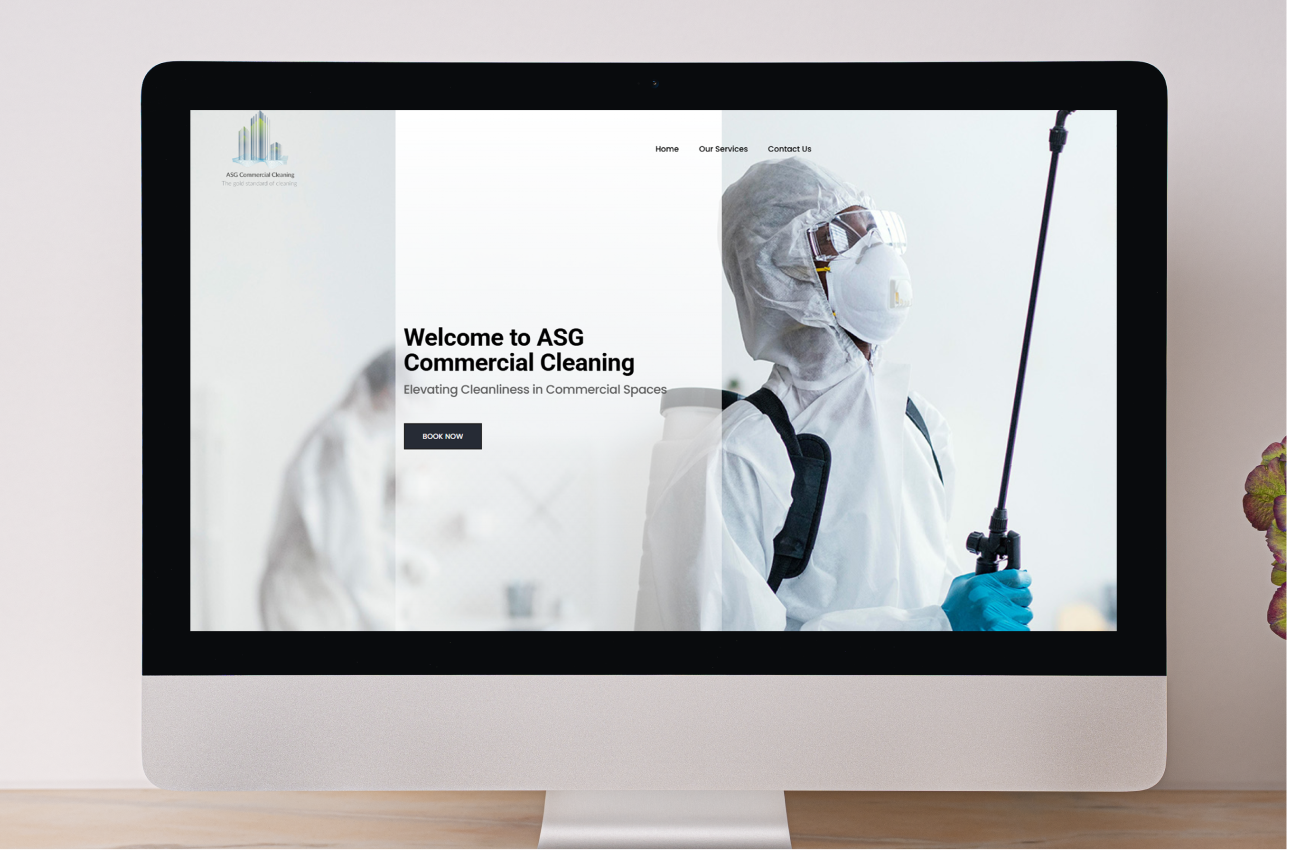 ASG Commercial Cleaning
The gold standard of cleaning
Home Our Services Contact Us
Welcome to ASG
Commercial Cleaning
Elevating Cleanliness in Commercial Spaces
BOOK NOW